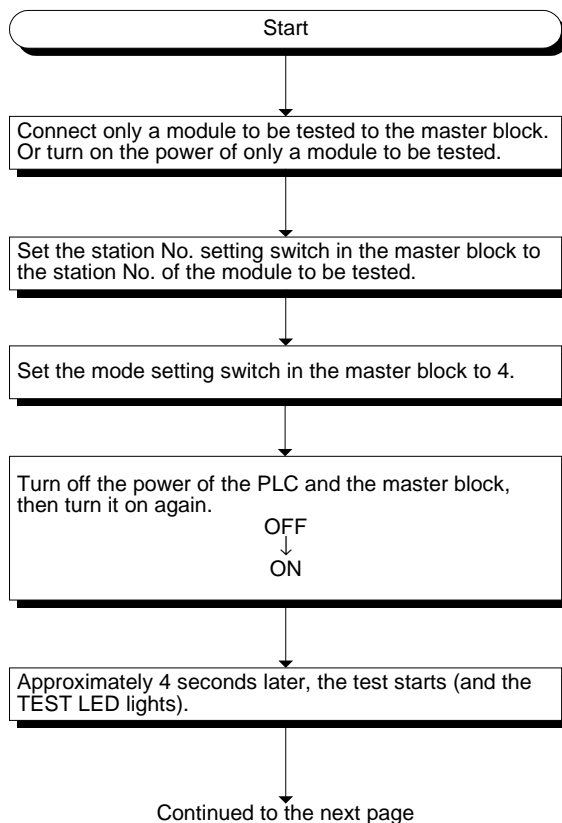 Start
Connect only a module to be tested to the master block.
Or turn on the power of only a module to be tested.
Set the station No. setting switch in the master block to
the station No. of the module to be tested.
Set the mode setting switch in the master block to 4.
Turn off the power of the PLC and the master block,
then turn it on again.
OFF
↓
ON
Approximately 4 seconds later, the test starts (and the
TEST LED lights).
Continued to the next page